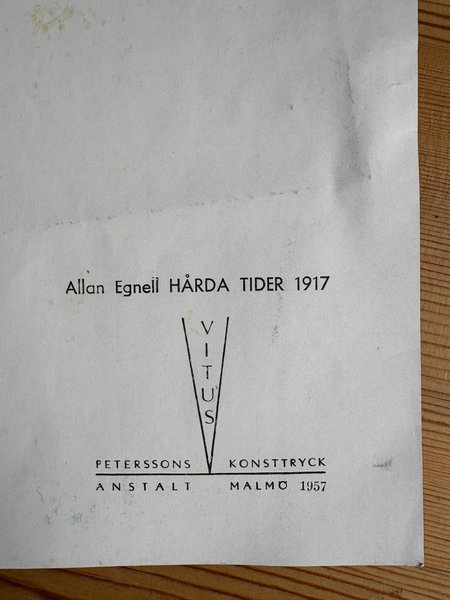 Allan Egnell HÅRDA TIDER 1917
VITUS
PETERSSONS KONSTTRYCK
ANSTALT MALMÖ 1957